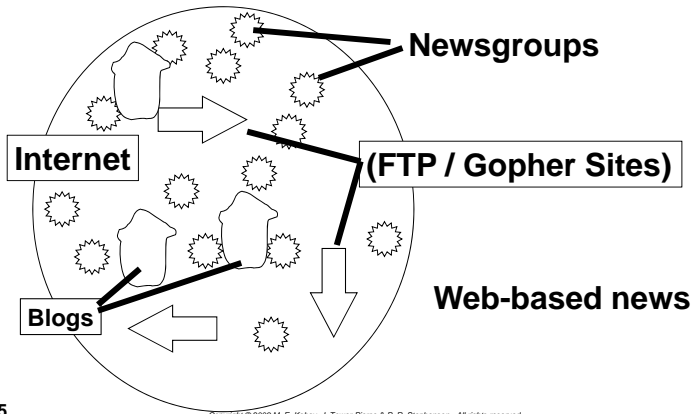 Newsgroups
Internet
(FTP / Gopher Sites)
Web-based news
Blogs
5